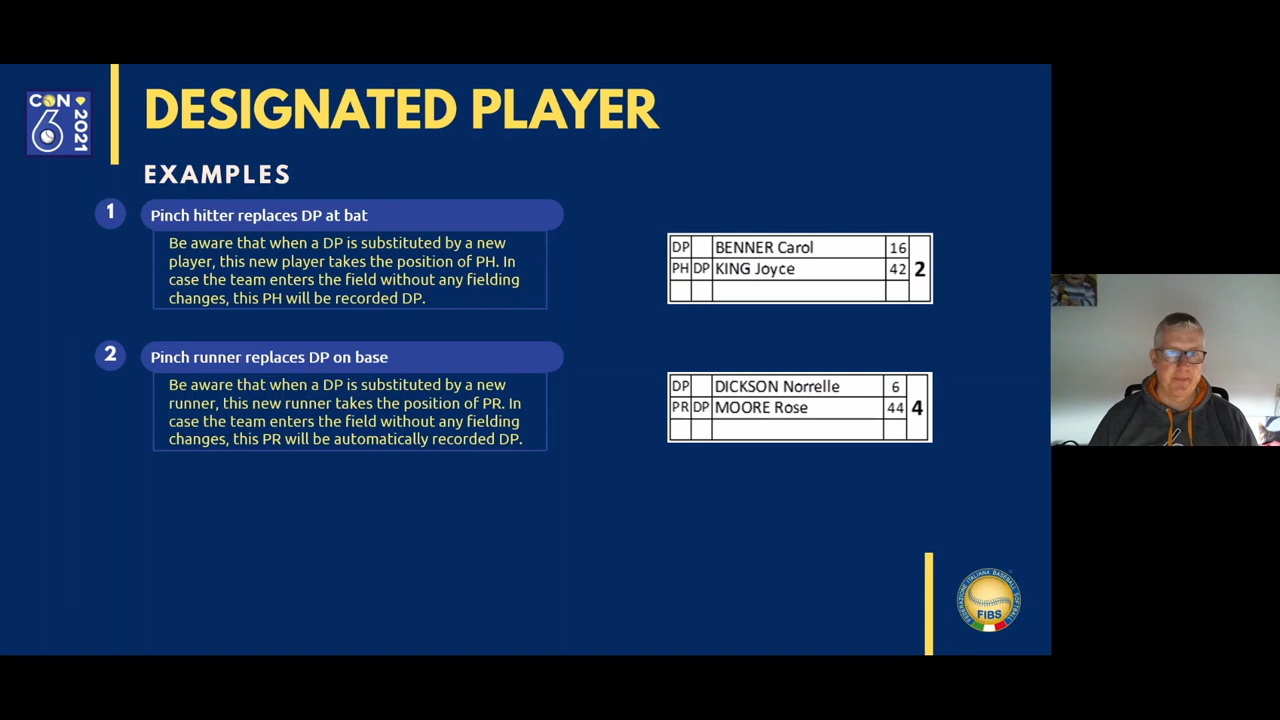 CON
6
2021
DESIGNATED PLAYER
EXAMPLES
1
Pinch hitter replaces DP at bat
Be aware that when a DP is substituted by a new
player, this new player takes the position of PH. In
case the team enters the field without any fielding
changes, this PH will be recorded DP.
DP BENNER Carol 16
PH DP KING Joyce 42
2
2
Pinch runner replaces DP on base
Be aware that when a DP is substituted by a new
runner, this new runner takes the position of PR. In
case the team enters the field without any fielding
changes, this PR will be automatically recorded DP.
DP DICKSON Norrelle 6
PR DP MOORE Rose 44
4
FEDERAZIONE ITALIANA BASEBALL SOFTBALL
FIBS